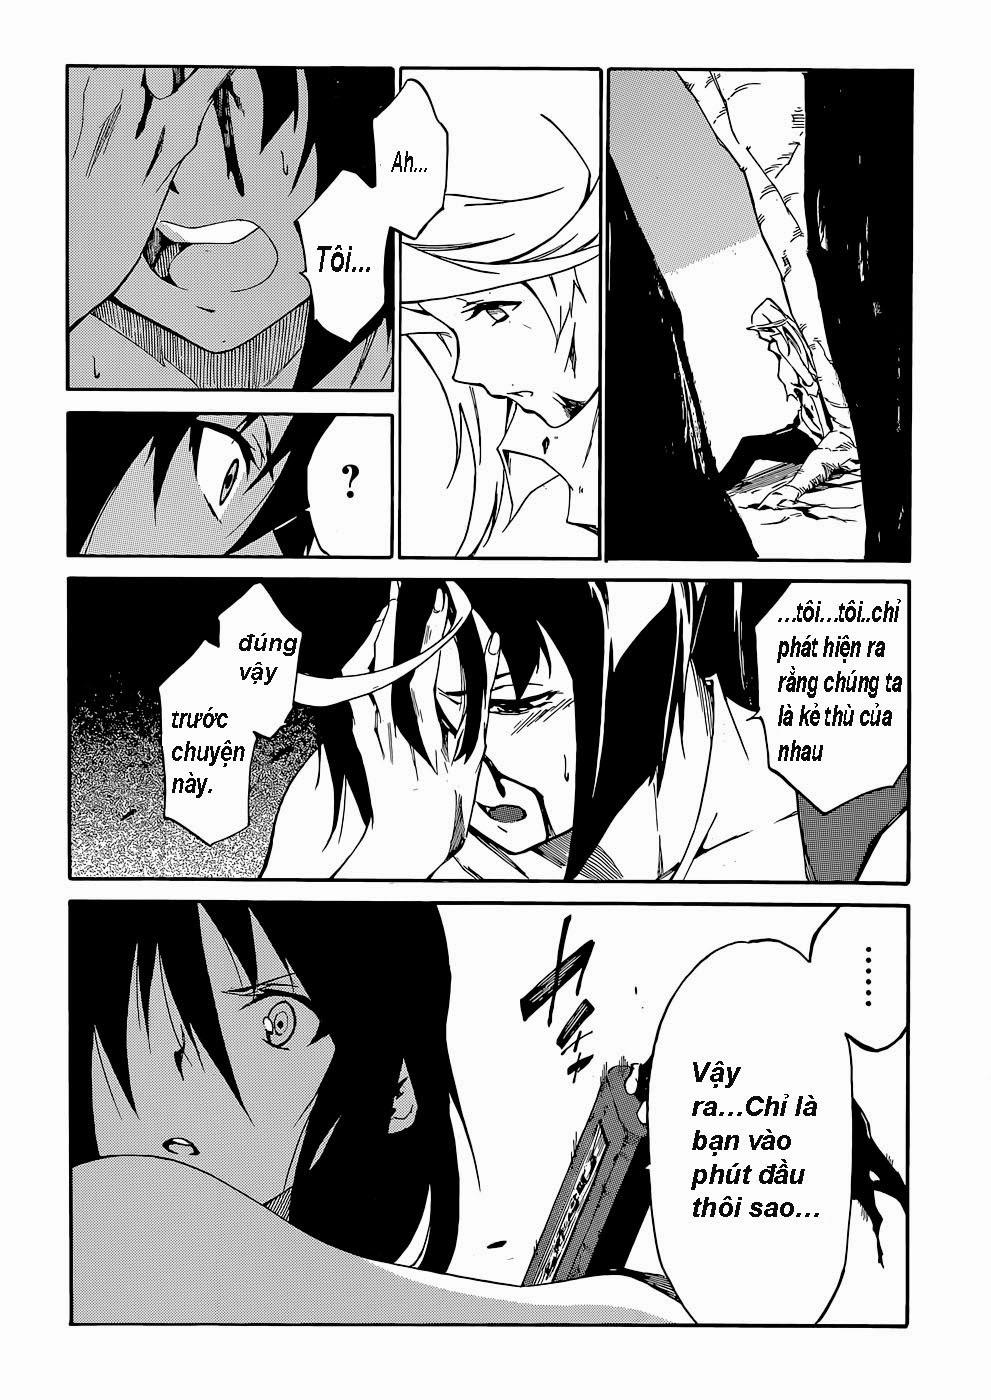 Ah...
Tôi...
?
...tôi...tôi..chỉ
phát hiện ra
rằng chúng ta
là kẻ thù của
nhau
đúng
vậy
trước
chuyện
này.
......
Vậy
ra...Chỉ là
bạn vào
phút đầu
thôi sao...